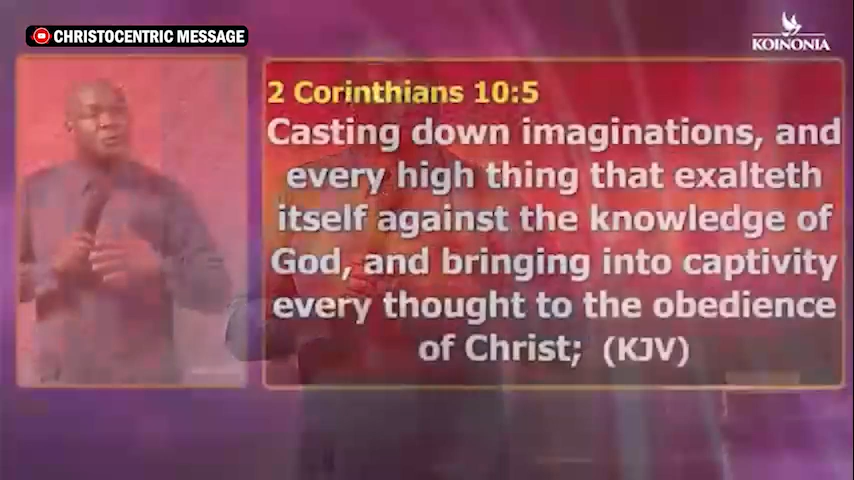 CHRISTOCENTRIC MESSAGE
KOINONIA
2 Corinthians 10:5
Casting down imaginations, and
every high thing that exalteth
itself against the knowledge of
God, and bringing into captivity
every thought to the obedience
of Christ; (KJV)